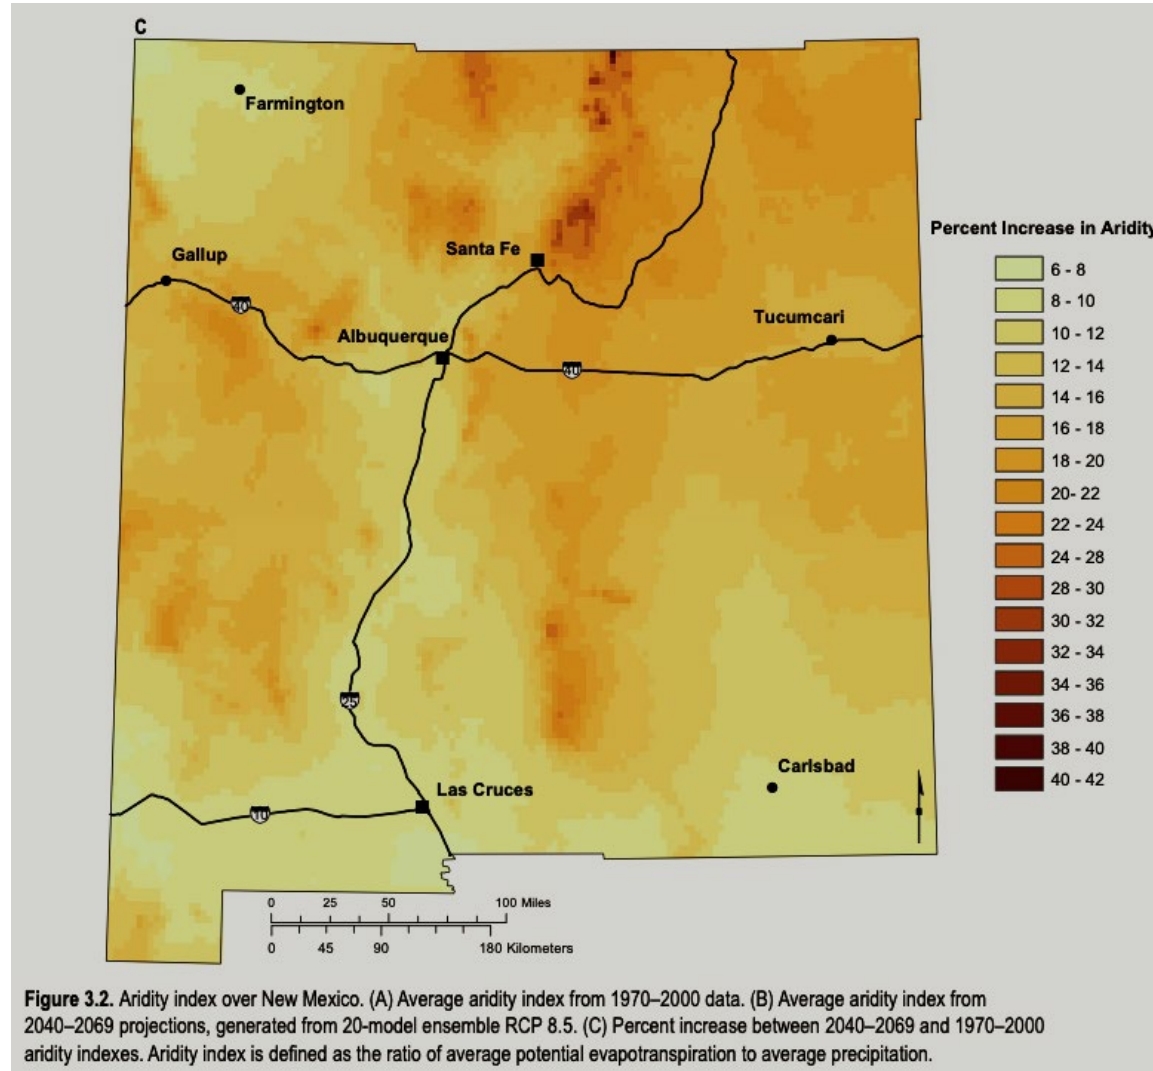 C
Farmington
Gallup
Santa Fe
40
Albuquerque
Tucumcari
40
25
Carlsbad
Las Cruces
10
Percent Increase in Aridity
6 - 8
8 - 10
10 - 12
12 - 14
14 - 16
16 - 18
18 - 20
20- 22
22 - 24
24 - 28
28 - 30
30 - 32
32 - 34
34 - 36
36 - 38
38 - 40
40 - 42
0 25 50 100 Miles
0 45 90 180 Kilometers
Figure 3.2. Aridity index over New Mexico. (A) Average aridity index from 1970–2000 data. (B) Average aridity index from
2040–2069 projections, generated from 20-model ensemble RCP 8.5. (C) Percent increase between 2040–2069 and 1970–2000
aridity indexes. Aridity index is defined as the ratio of average potential evapotranspiration to average precipitation.